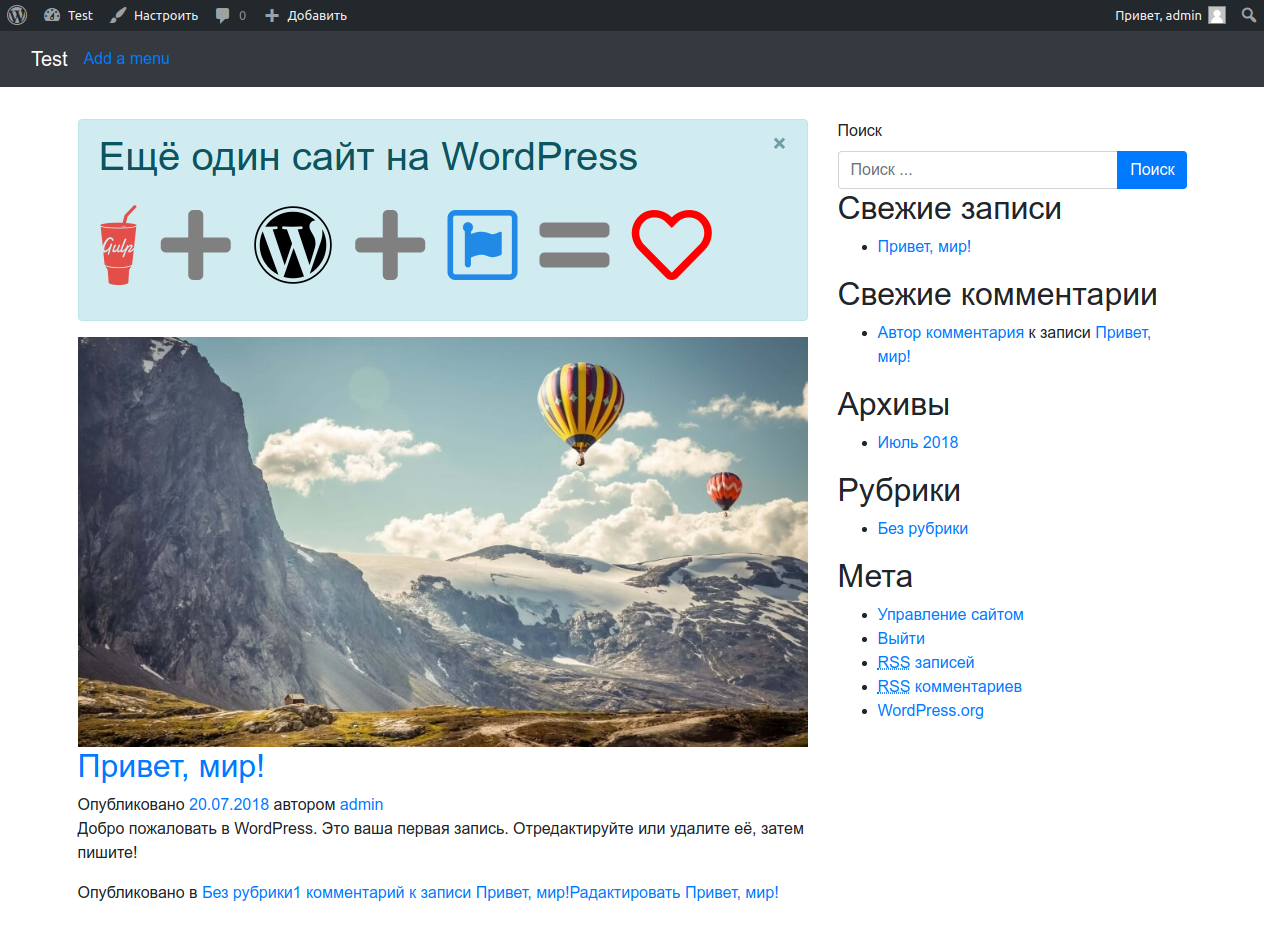 Test Настроить 0 Добавить Привет, admin
Test Add a menu
Ещё один сайт на WordPress ×
Gulp
Привет, мир!
Опубликовано 20.07.2018 автором admin
Добро пожаловать в WordPress. Это ваша первая запись. Отредактируйте или удалите её, затем
пишите!
Опубликовано в Без рубрики1 комментарий к записи Привет, мир!Радактировать Привет, мир!
Поиск
Поиск ... Поиск
Свежие записи
Привет, мир!
Свежие комментарии
Автор комментария к записи Привет,
мир!
Архивы
Июль 2018
Рубрики
Без рубрики
Мета
Управление сайтом
Выйти
RSS записей
RSS комментариев
WordPress.org